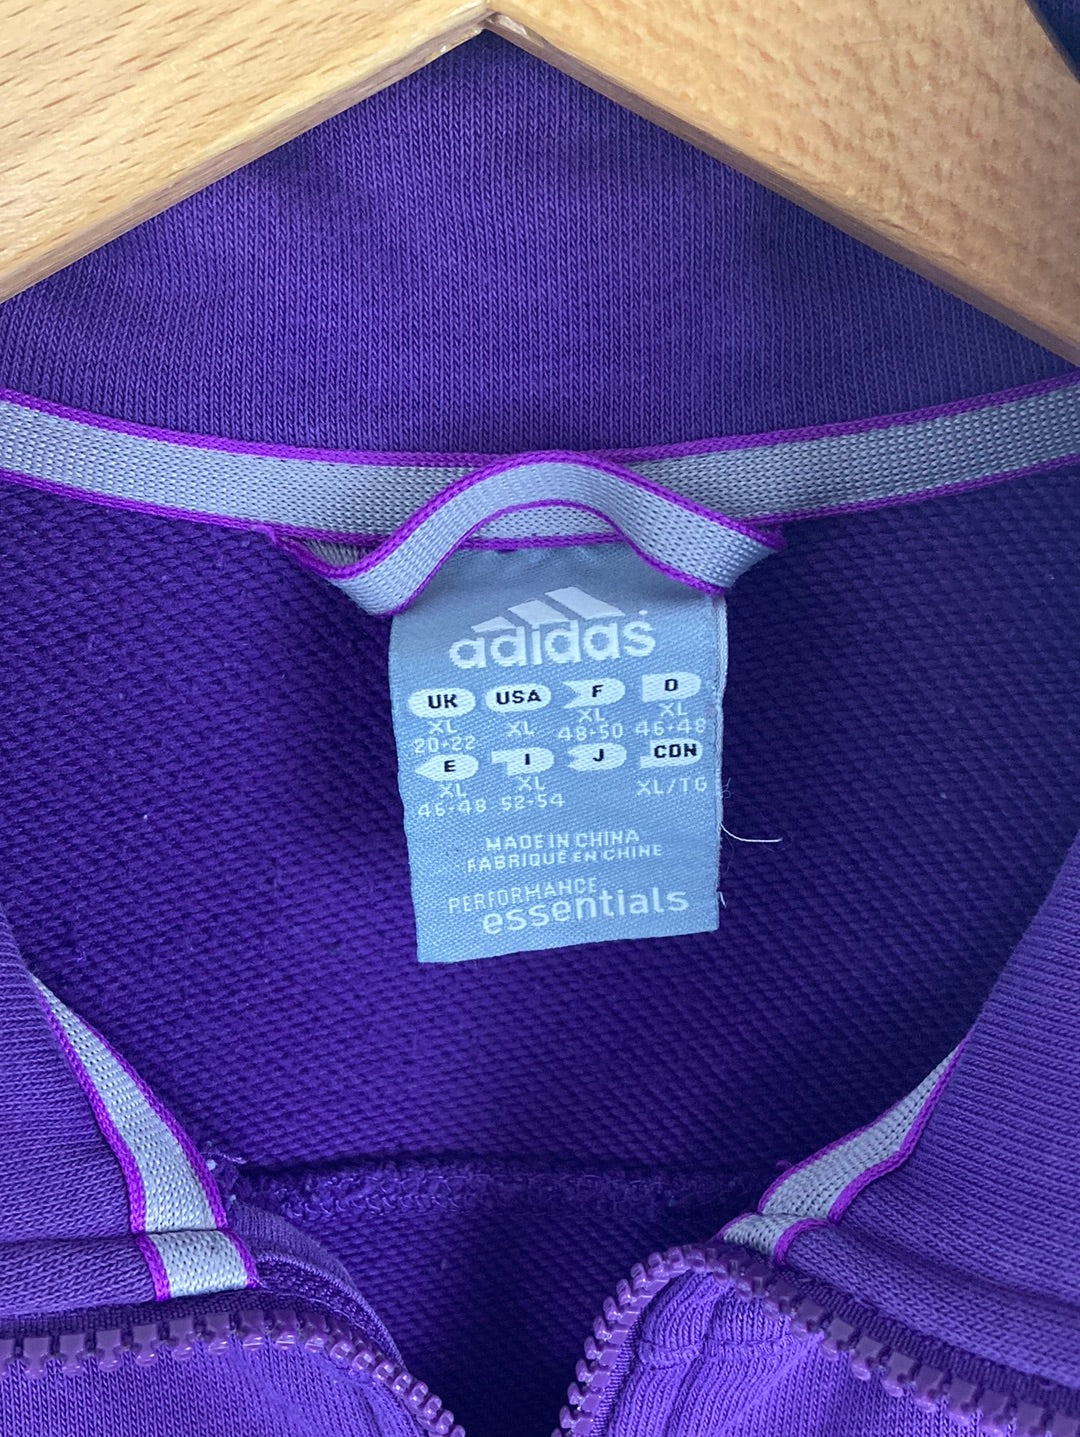 adidas
UK USA F D
XL XL XL XL
20-22 48-50 46-48
E I J CDN
XL XL XL/TG
46-48 52-54
MADE IN CHINA
FABRIQUÉ EN CHINE
PERFORMANCE
essentials